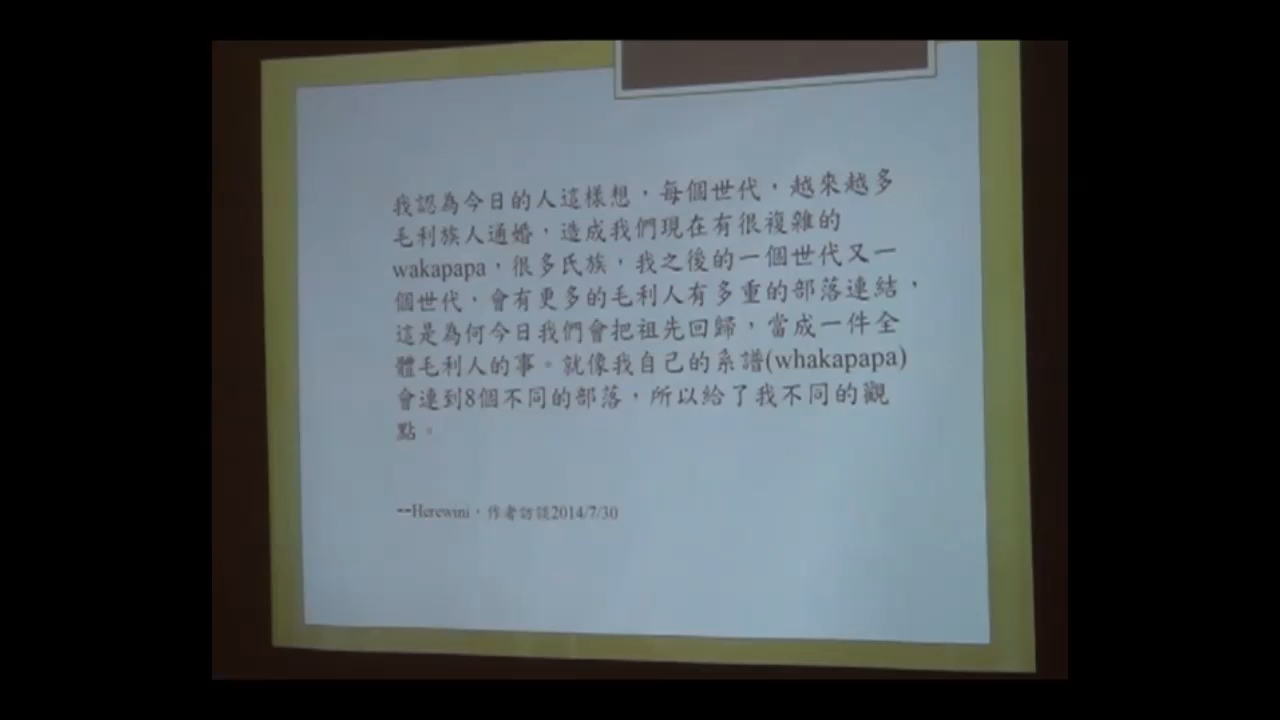 我認為今日的人這樣想，每個世代，越來越多
毛利族人通婚，造成我們現在有很複雜的
wakapapa，很多氏族，我之後的一個世代又一
個世代，會有更多的毛利人有多重的部落連結，
這是為何今日我們會把祖先回歸，當成一件全
體毛利人的事。就像我自己的系譜(whakapapa)
會連到8個不同的部落，所以給了我不同的觀
點。
--Herewini，作者訪談2014/7/30